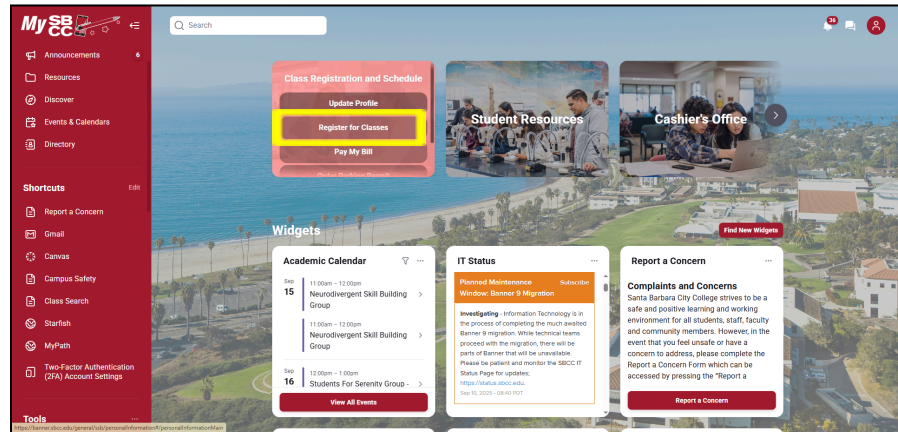 My SB CC
Search
36
Announcements 6
Resources
Discover
Events & Calendars
Directory
Shortcuts Edit
Report a Concern
Gmail
Canvas
Campus Safety
Class Search
Starfish
MyPath
Two-Factor Authentication
(2FA) Account Settings
Tools
https://banner.sbcc.edu/general/ssb/personalInformation#/personalInformationMain
Class Registration and Schedule
Update Profile
Register for Classes
Pay My Bill
Order Parking Permit
Student Resources
Cashier's Office
Widgets
Find New Widgets
Academic Calendar
Sep
15
11:00am – 12:00pm
Neurodivergent Skill Building
Group
11:00am – 12:00pm
Neurodivergent Skill Building
Group
Sep
16
12:00pm – 1:00pm
Students For Serenity Group -
View All Events
IT Status
Planned Maintenance
Window: Banner 9 Migration
Subscribe
Investigating - Information Technology is in
the process of completing the much awaited
Banner 9 migration. While technical teams
proceed with the migration, there will be
parts of Banner that will be unavailable.
Please be patient and monitor the SBCC IT
Status Page for updates;
https://status.sbcc.edu.
Sep 10, 2025 - 08:40 PDT
Report a Concern
Complaints and Concerns
Santa Barbara City College strives to be a
safe and positive learning and working
environment for all students, staff, faculty
and community members. However, in the
event that you feel unsafe or have a
concern to address, please complete the
Report a Concern Form which can be
accessed by pressing the "Report a
Report a Concern